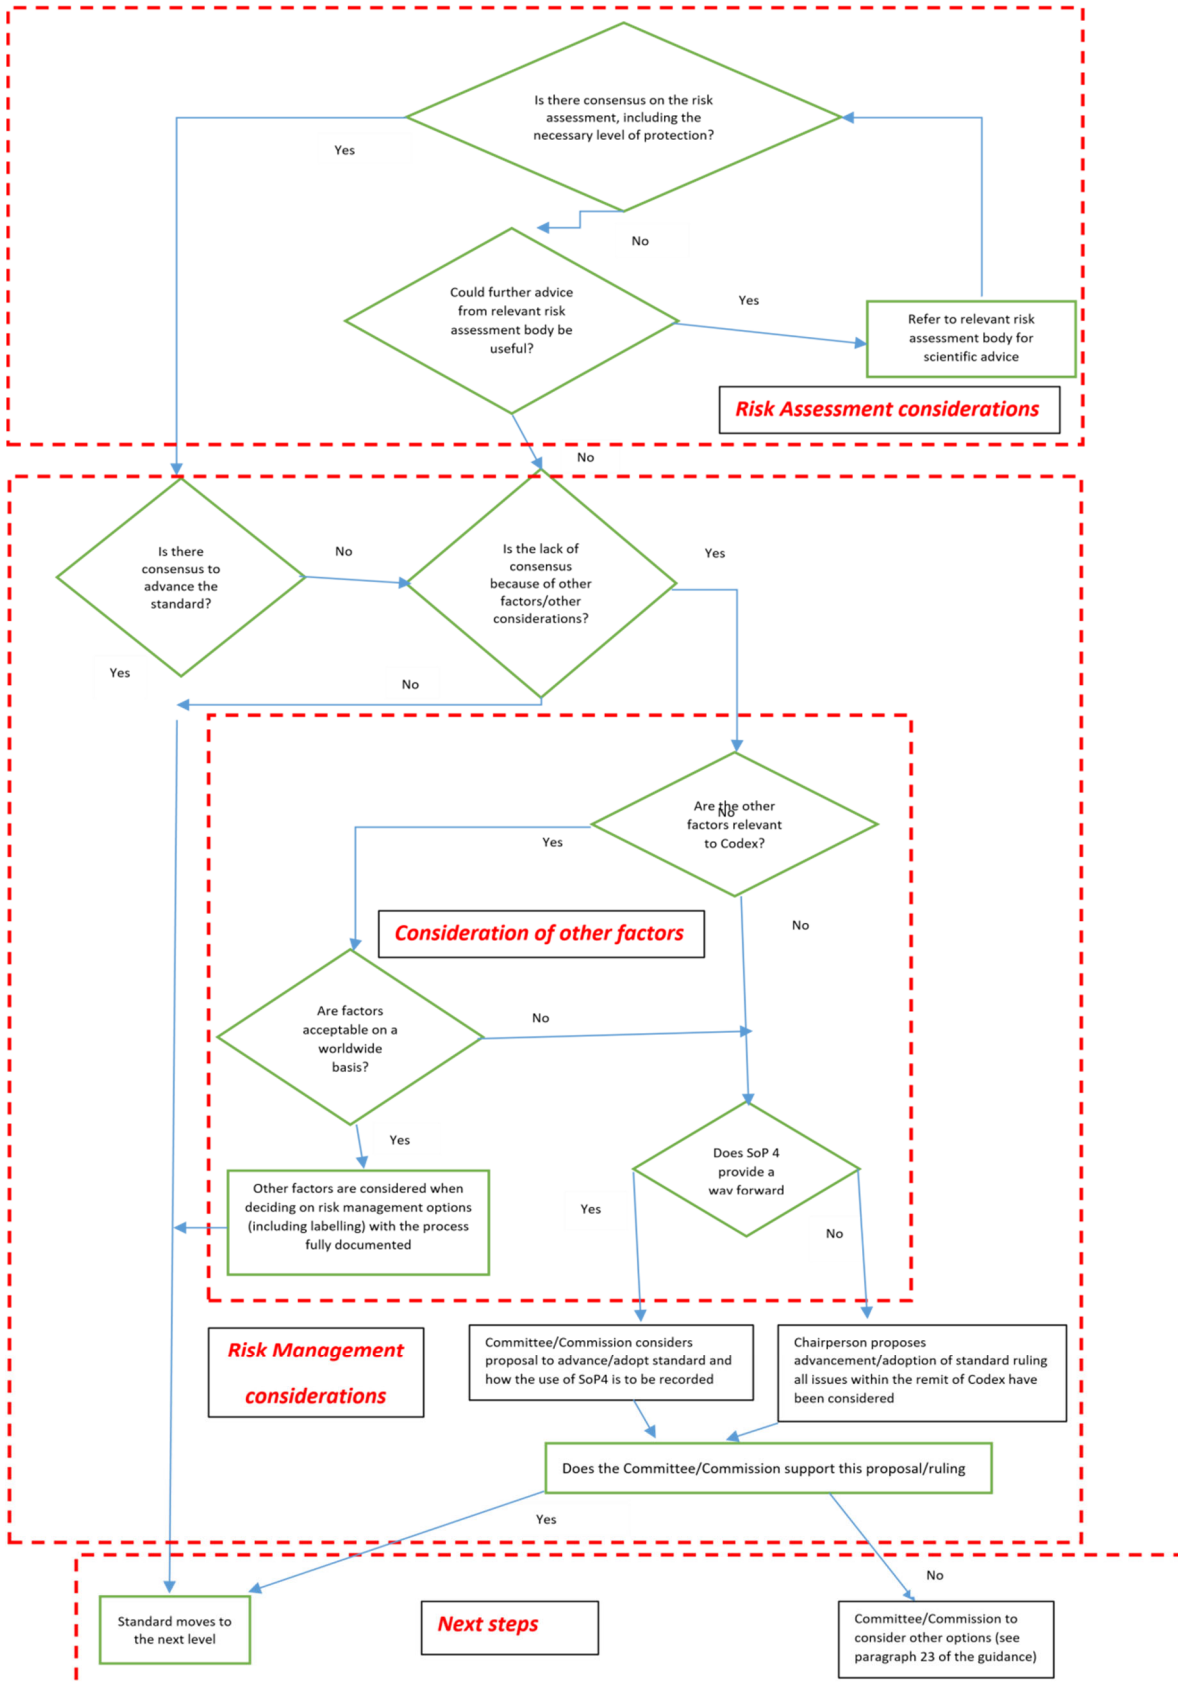 Is there consensus on the risk
assessment, including the
necessary level of protection?
Yes
No
Could further advice
from relevant risk
assessment body be
useful?
Yes
Refer to relevant risk
assessment body for
scientific advice
Risk Assessment considerations
No
Is there
consensus to
advance the
standard?
No
Is the lack of
consensus
because of other
factors/other
considerations?
Yes
Yes
No
Are the other
No
factors relevant
to Codex?
Yes
No
Consideration of other factors
Are factors
acceptable on a
worldwide
basis?
No
Yes
Does SoP 4
provide a
way forward
Yes
No
Other factors are considered when
deciding on risk management options
(including labelling) with the process
fully documented
Risk Management
considerations
Committee/Commission considers
proposal to advance/adopt standard and
how the use of SoP4 is to be recorded
Chairperson proposes
advancement/adoption of standard ruling
all issues within the remit of Codex have
been considered
Does the Committee/Commission support this proposal/ruling
Yes
No
Standard moves to
the next level
Next steps
Committee/Commission to
consider other options (see
paragraph 23 of the guidance)